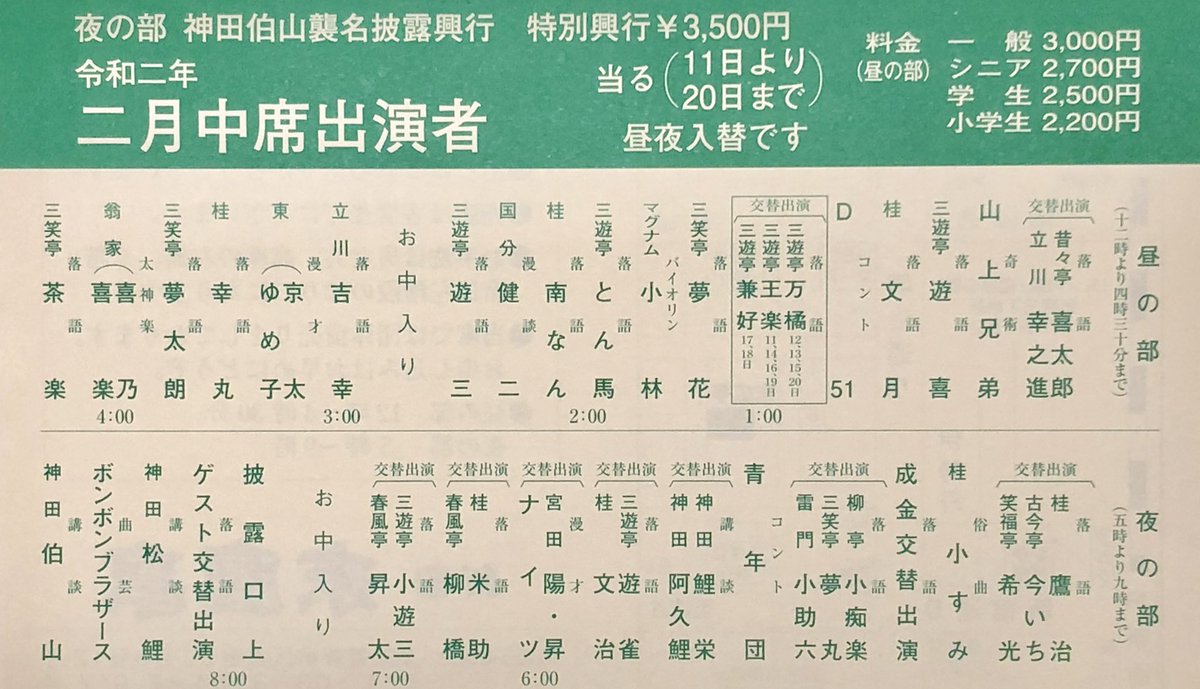 夜の部 神田伯山襲名披露興行 特別興行￥3,500円
令和二年
二月中席出演者
当る(11日より 20日まで)
昼夜入替です
料金 一般 3,000円
(昼の部) シニア 2,700円
学生 2,500円
小学生 2,200円
昼の部
(十二時より四時三十分まで)
交替出演
落語 昔々亭喜太郎
立川幸之進
奇術 山上兄弟
落語 三遊亭遊喜
落語 桂文月
コント D51
交替出演
落語 三遊亭万橘 12、13、15、20日
三遊亭王楽 11、14、16、19日
三遊亭兼好 17、18日
1:00
落語 三笑亭夢花
バイオリン マグナム小林
落語 三遊亭とん馬
2:00
落語 桂南なん
漫談 国分健二
落語 三遊亭遊三
お中入り
落語 立川吉幸
3:00
漫才 東(京太 ゆめ子)
落語 桂幸丸
落語 三笑亭夢太朗
太神楽 翁家(喜乃 喜楽)
4:00
落語 三笑亭茶楽
夜の部
(五時より九時まで)
交替出演
落語 桂鷹治
古今亭今いち
笑福亭希光
俗曲 桂小すみ
落語 成金交替出演
交替出演
落語 柳亭小痴楽
三笑亭夢丸
雷門小助六
コント 青年団
交替出演
講談 神田鯉栄
神田阿久鯉
交替出演
落語 三遊亭遊雀
桂文治
交替出演
漫才 宮田陽・昇
ナイツ
6:00
交替出演
落語 桂米助
春風亭柳橋
交替出演
落語 三遊亭小遊三
春風亭昇太
7:00
お中入り
披露口上
8:00
落語 ゲスト交替出演
講談 神田松鯉
曲芸 ボンボンブラザース
講談 神田伯山